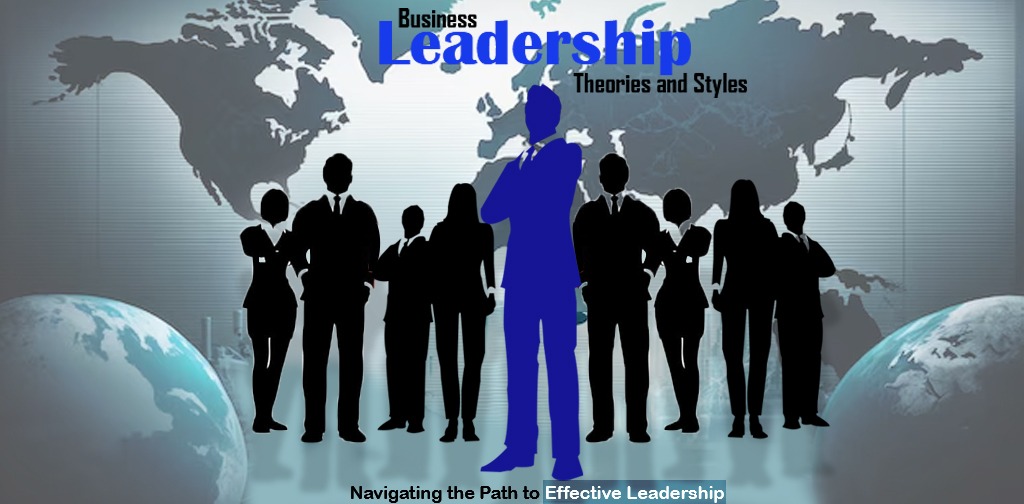 Business
Leadership
Theories and Styles
Navigating the Path to Effective Leadership